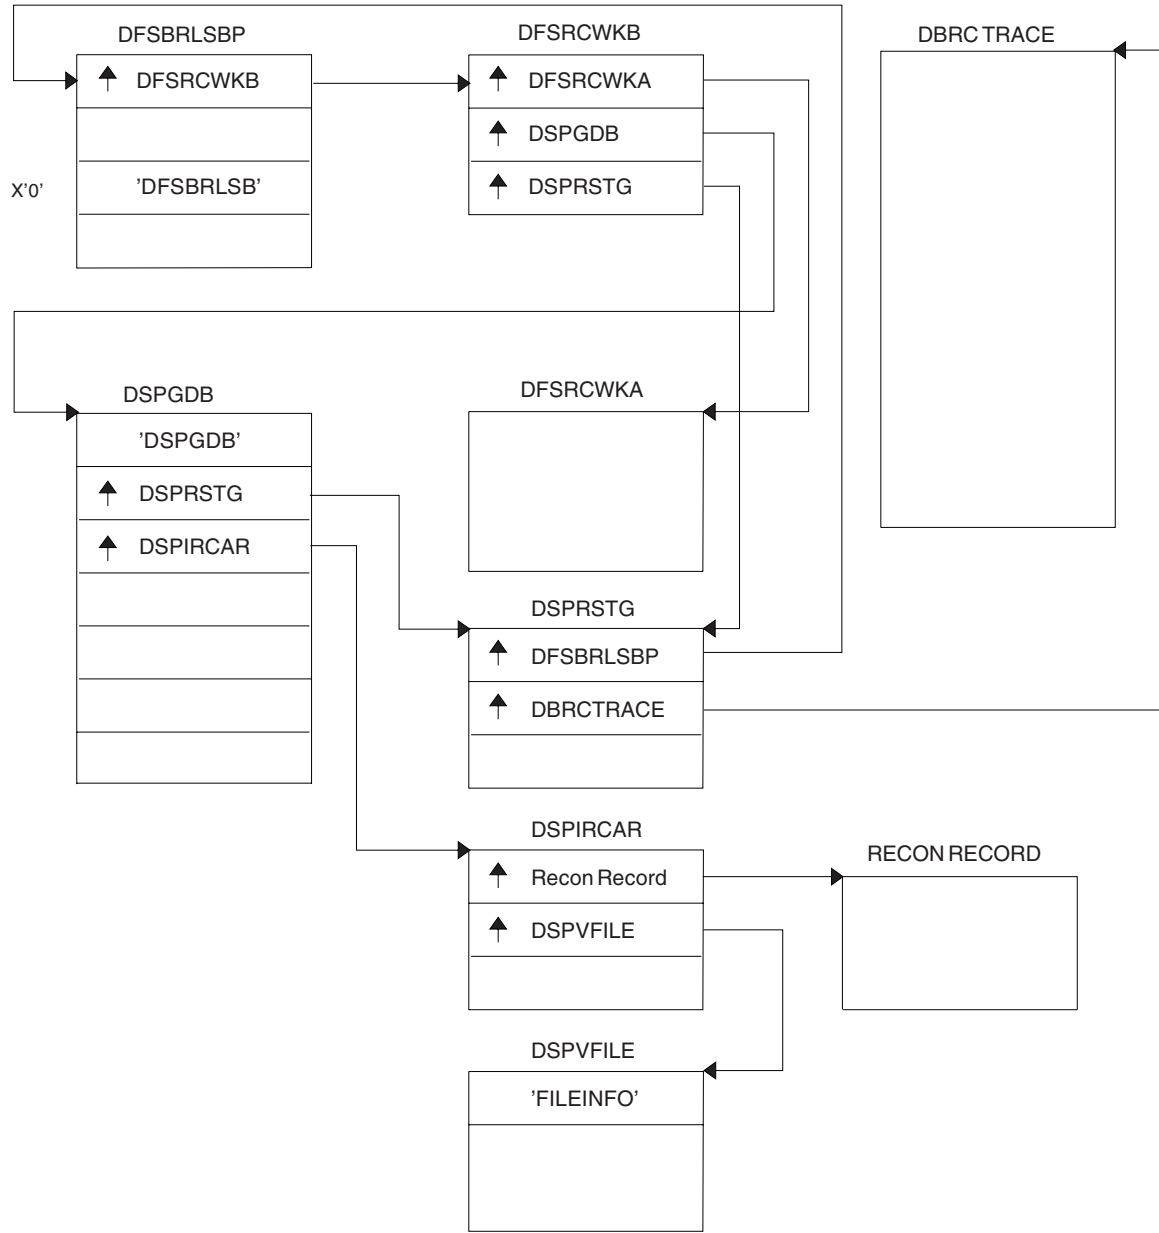 DFSBRLSBP
DFSRCWKB
X'0'
'DFSBRLSB'
DFSRCWKB
DFSRCWKA
DSPGDB
DSPRSTG
DBRC TRACE
DSPGDB
'DSPGDB'
DSPRSTG
DSPIRCAR
DFSRCWKA
DSPRSTG
DFSBRLSBP
DBRCTRACE
DSPIRCAR
Recon Record
DSPVFILE
RECON RECORD
DSPVFILE
'FILEINFO'